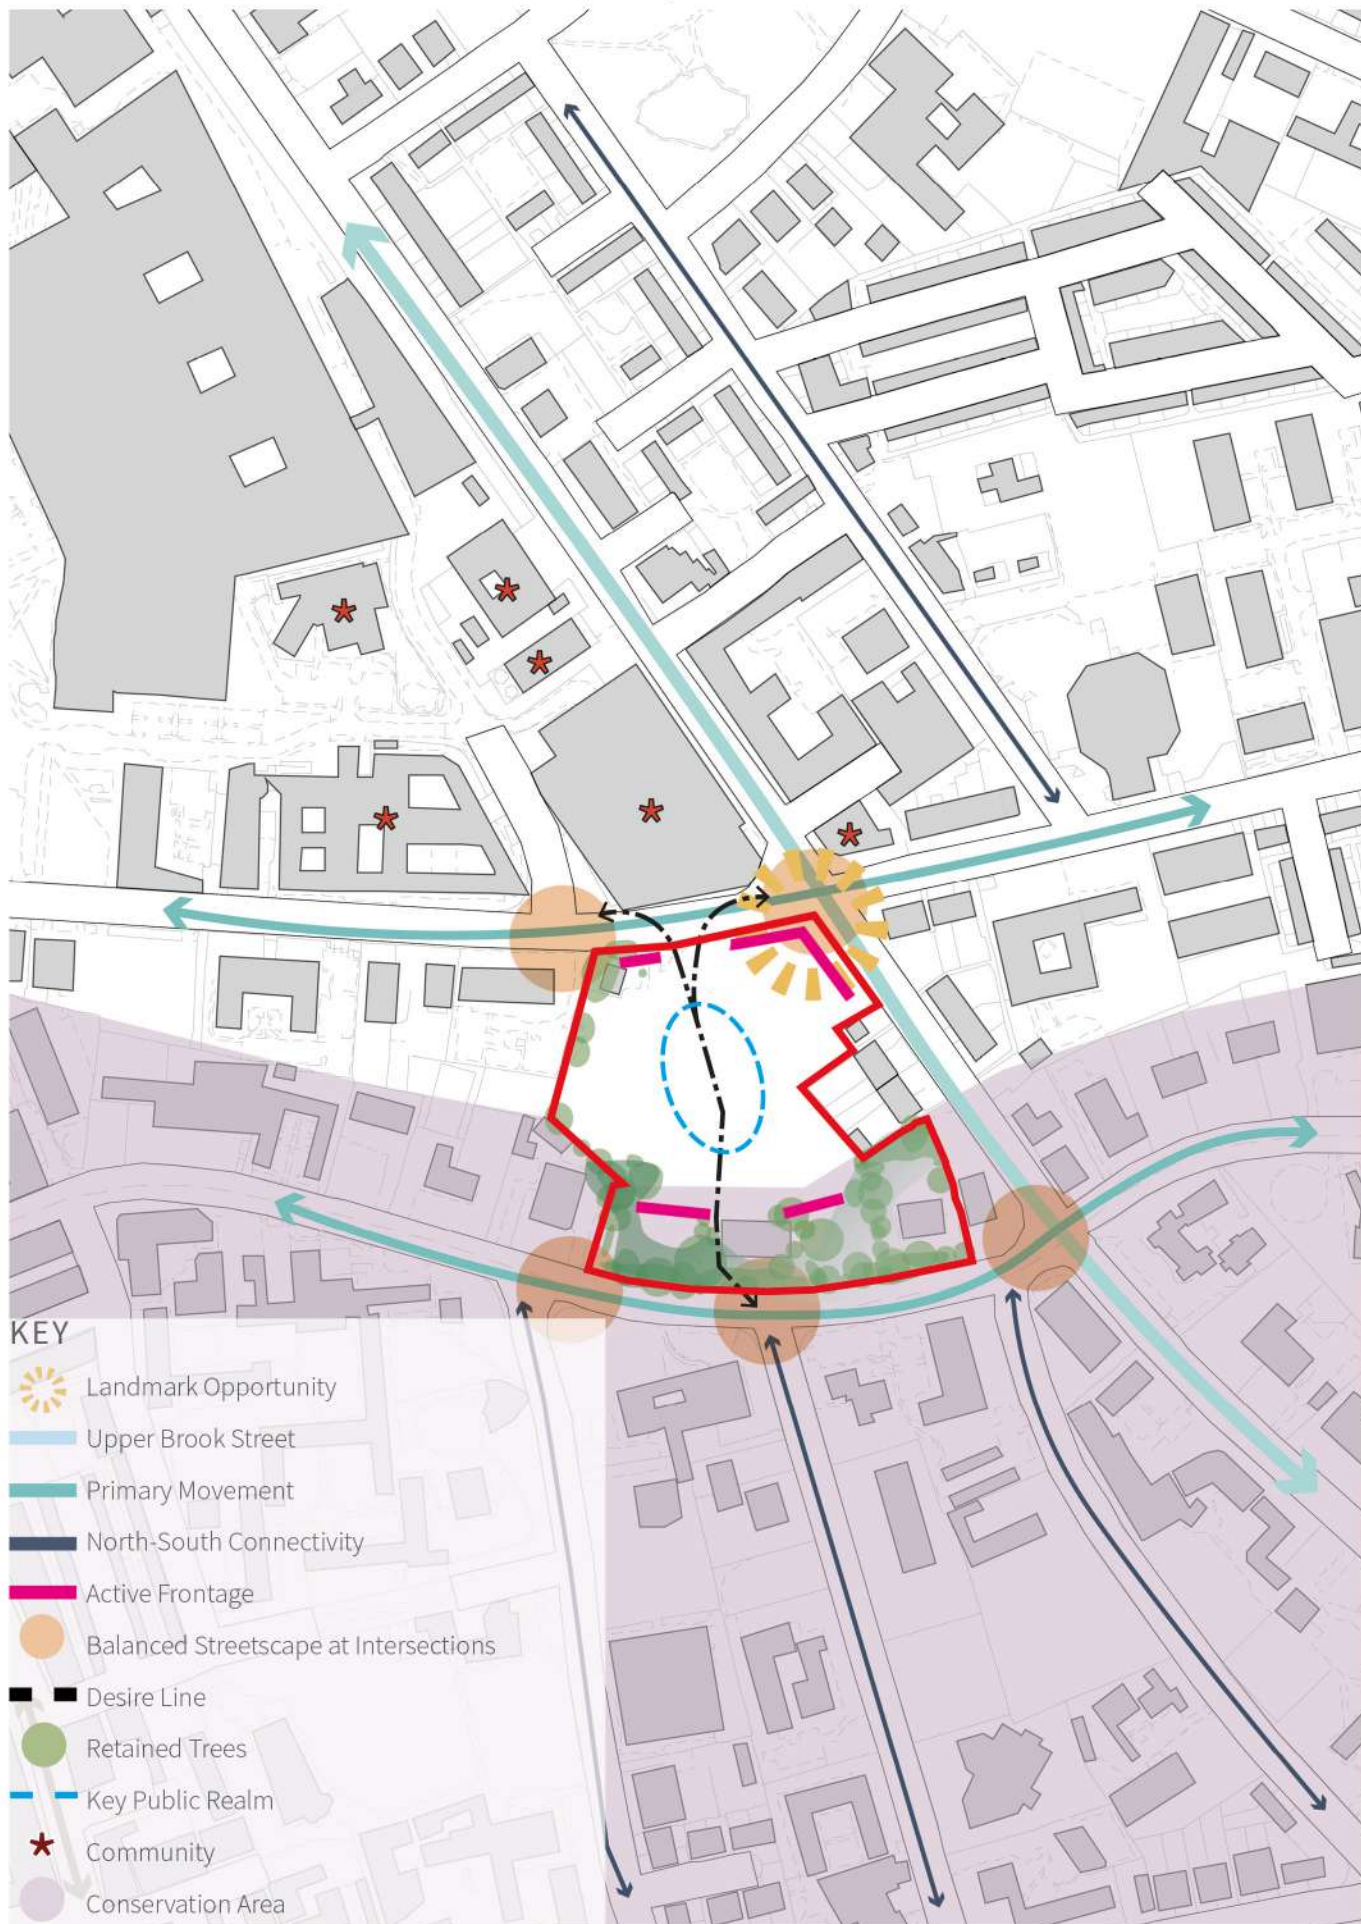 KEY
Landmark Opportunity
Upper Brook Street
Primary Movement
North-South Connectivity
Active Frontage
Balanced Streetscape at Intersections
Desire Line
Retained Trees
Key Public Realm
Community
Conservation Area